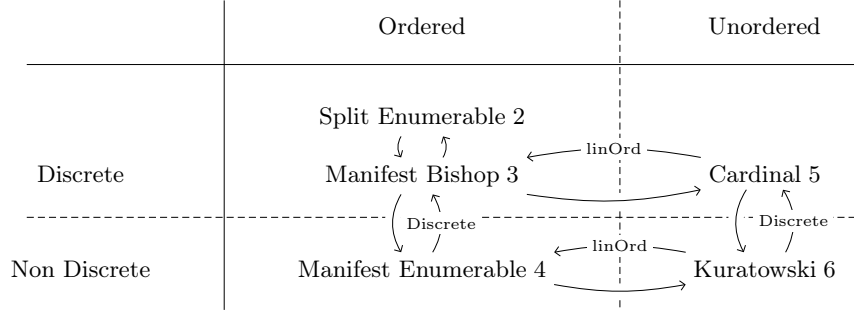 Ordered Unordered
Split Enumerable 2
linOrd
Discrete Manifest Bishop 3 Cardinal 5
Discrete Discrete
linOrd
Non Discrete Manifest Enumerable 4 Kuratowski 6